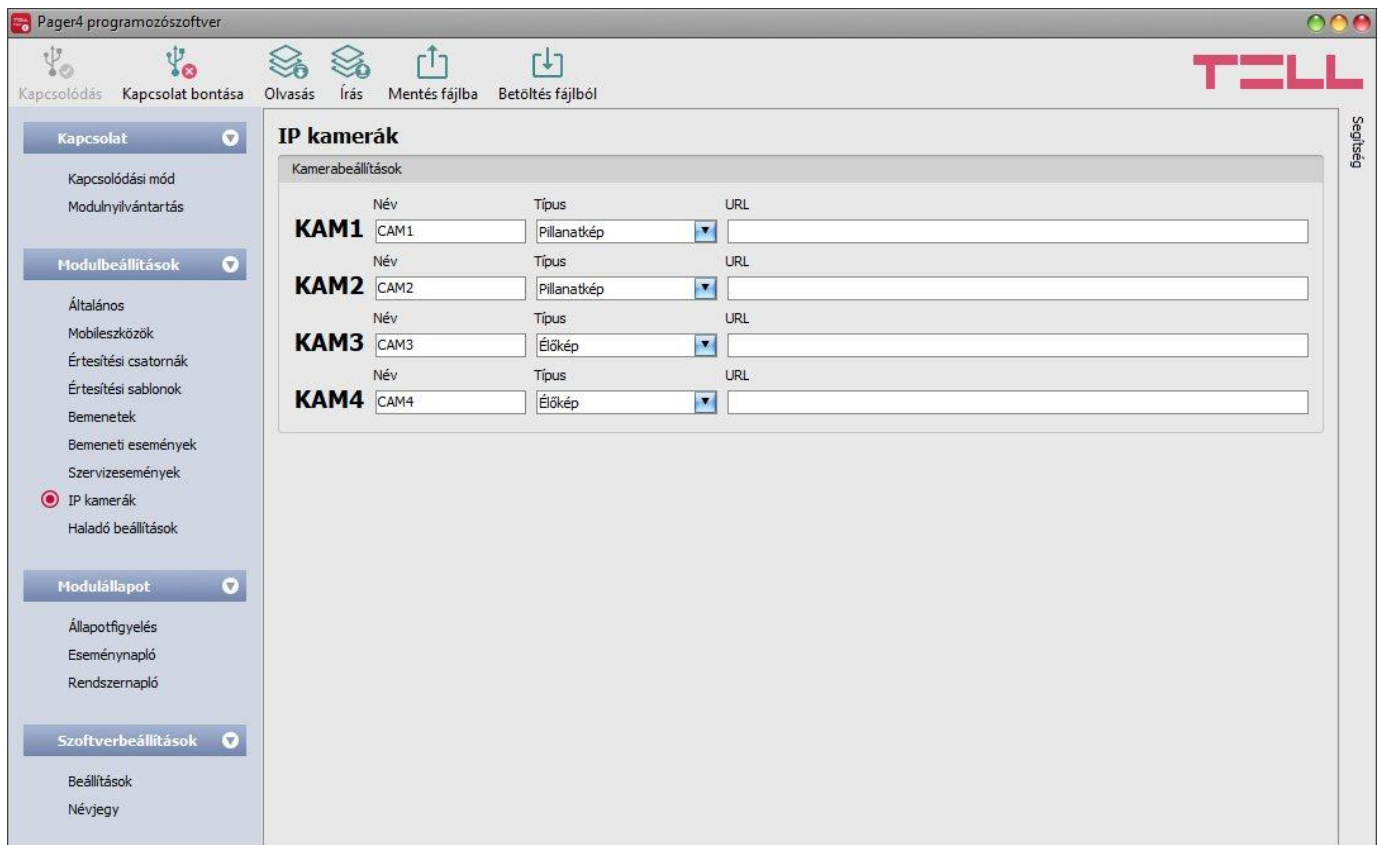 Pager4 programozószoftver
Kapcsolódás Kapcsolat bontása Olvasás Írás Mentés fájlba Betöltés fájlból
TELL
Kapcsolat
Kapcsolódási mód
Modulnyilvántartás
Modulbeállítások
Általános
Mobileszközök
Értesítési csatornák
Értesítési sablonok
Bemenetek
Bemeneti események
Szervizesemények
IP kamerák
Haladó beállítások
Modulállapot
Állapotfigyelés
Eseménynapló
Rendszernapló
Szoftverbeállítások
Beállítások
Névjegy
IP kamerák
Kamerabeállítások
Név Típus URL
KAM1 CAM1 Pillanatkép
Név Típus URL
KAM2 CAM2 Pillanatkép
Név Típus URL
KAM3 CAM3 Élőkép
Név Típus URL
KAM4 CAM4 Élőkép
Segítség